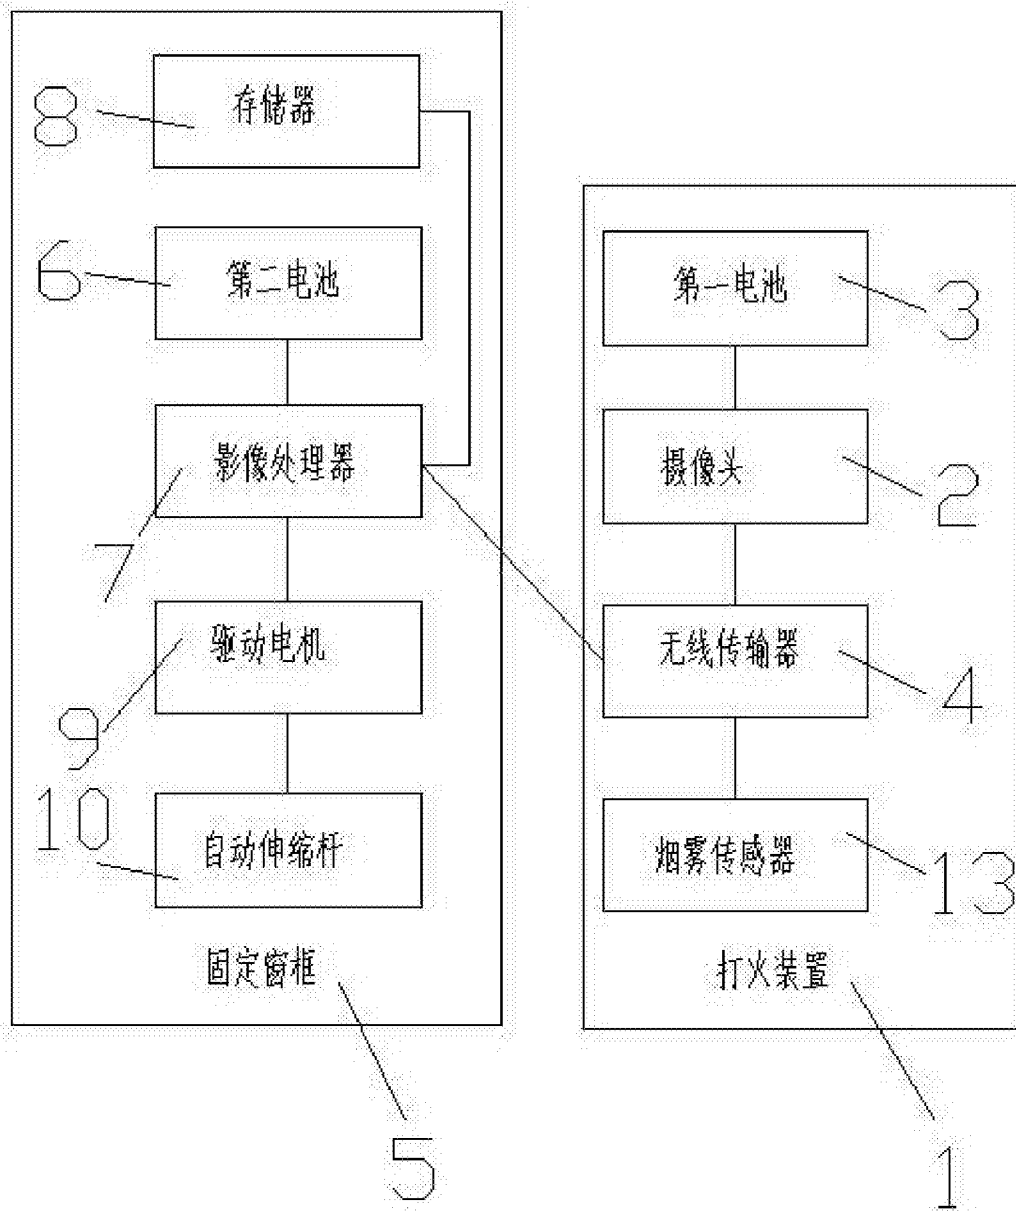 8
存储器
6
第二电池
影像处理器
7
驱动电机
9
10
自动伸缩杆
固定窗框
5
第一电池
3
摄像头
2
无线传输器
4
烟雾传感器
13
打火装置
1